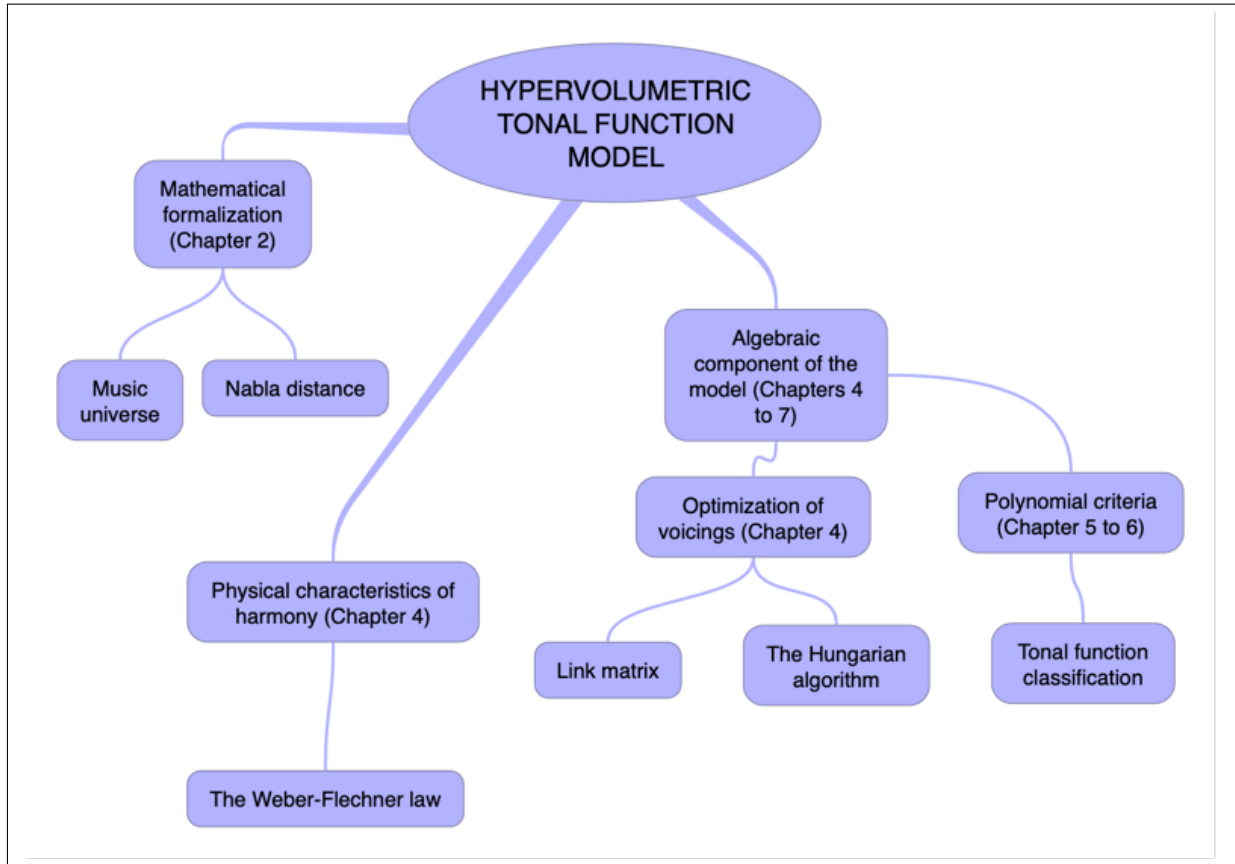 HYPERVOLUMETRIC
TONAL FUNCTION
MODEL
Mathematical
formalization
(Chapter 2)
Music
universe
Nabla distance
Physical characteristics of
harmony (Chapter 4)
The Weber-Flechner law
Algebraic
component of the
model (Chapters 4
to 7)
Optimization of
voicings (Chapter 4)
Link matrix
The Hungarian
algorithm
Polynomial criteria
(Chapter 5 to 6)
Tonal function
classification